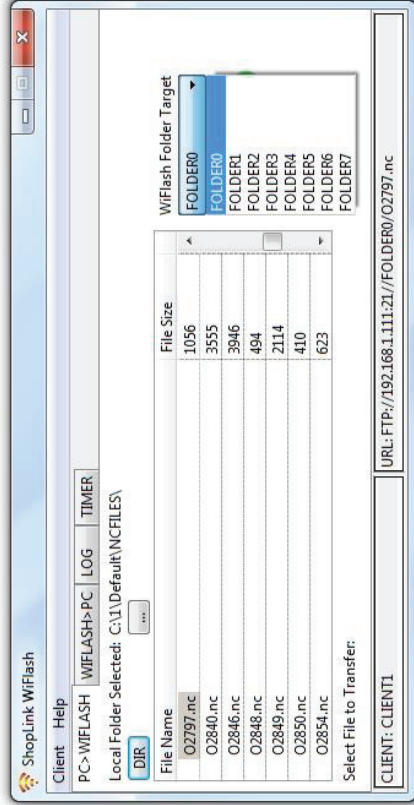 ShopLink WiFlash
Client Help
PC>WIFLASH WIFLASH>PC LOG TIMER
Local Folder Selected: C:\1\Default\NCFILES\
DIR ...
WiFlash Folder Target
File Name File Size
O2797.nc 1056
O2840.nc 3555
O2846.nc 3946
O2848.nc 494
O2849.nc 2114
O2850.nc 410
O2854.nc 623
FOLDER0
FOLDER0
FOLDER1
FOLDER2
FOLDER3
FOLDER4
FOLDER5
FOLDER6
FOLDER7
Select File to Transfer:
CLIENT: CLIENT1 URL: FTP://192.168.1.111:21//FOLDER0/O2797.nc